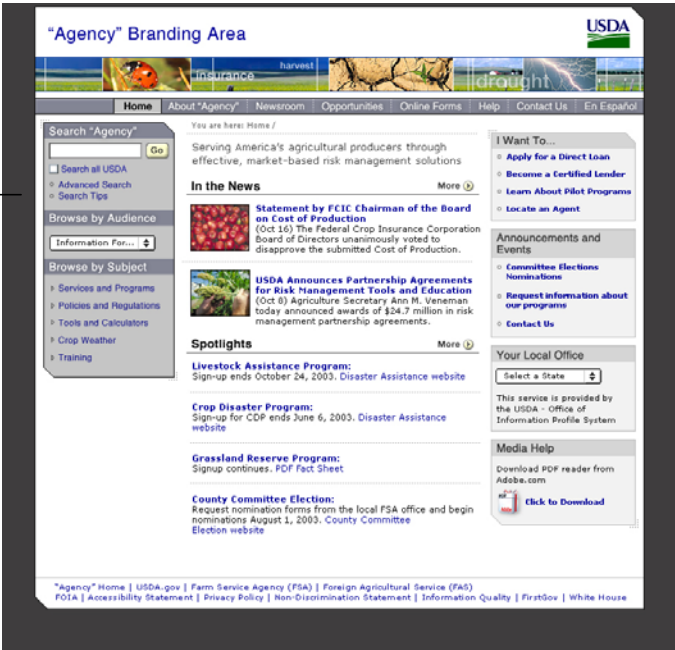 “Agency” Branding Area
USDA
insurance
harvest
drought
Home
About "Agency"
Newsroom
Opportunities
Online Forms
Help
Contact Us
En Español
Search "Agency"
Go
Search all USDA
Advanced Search
Search Tips
Browse by Audience
Information For...
Browse by Subject
Services and Programs
Policies and Regulations
Tools and Calculators
Crop Weather
Training
You are here: Home /
Serving America's agricultural producers through
effective, market-based risk management solutions
In the News
More
Statement by FCIC Chairman of the Board
on Cost of Production
(Oct 16) The Federal Crop Insurance Corporation
Board of Directors unanimously voted to
disapprove the submitted Cost of Production.
USDA Announces Partnership Agreements
for Risk Management Tools and Education
(Oct 8) Agriculture Secretary Ann M. Veneman
today announced awards of $24.7 million in risk
management partnership agreements.
Spotlights
More
Livestock Assistance Program:
Sign-up ends October 24, 2003. Disaster Assistance website
Crop Disaster Program:
Sign-up for CDP ends June 6, 2003. Disaster Assistance
website
Grassland Reserve Program:
Signup continues. PDF Fact Sheet
County Committee Election:
Request nomination forms from the local FSA office and begin
nominations August 1, 2003. County Committee
Election website
I Want To...
Apply for a Direct Loan
Become a Certified Lender
Learn About Pilot Programs
Locate an Agent
Announcements and
Events
Committee Elections
Nominations
Request information about
our programs
Contact Us
Your Local Office
Select a State
This service is provided by
the USDA - Office of
Information Profile System
Media Help
Download PDF reader from
Adobe.com
Click to Download
"Agency" Home | USDA.gov | Farm Service Agency (FSA) | Foreign Agricultural Service (FAS)
FOIA | Accessibility Statement | Privacy Policy | Non-Discrimination Statement | Information Quality | FirstGov | White House